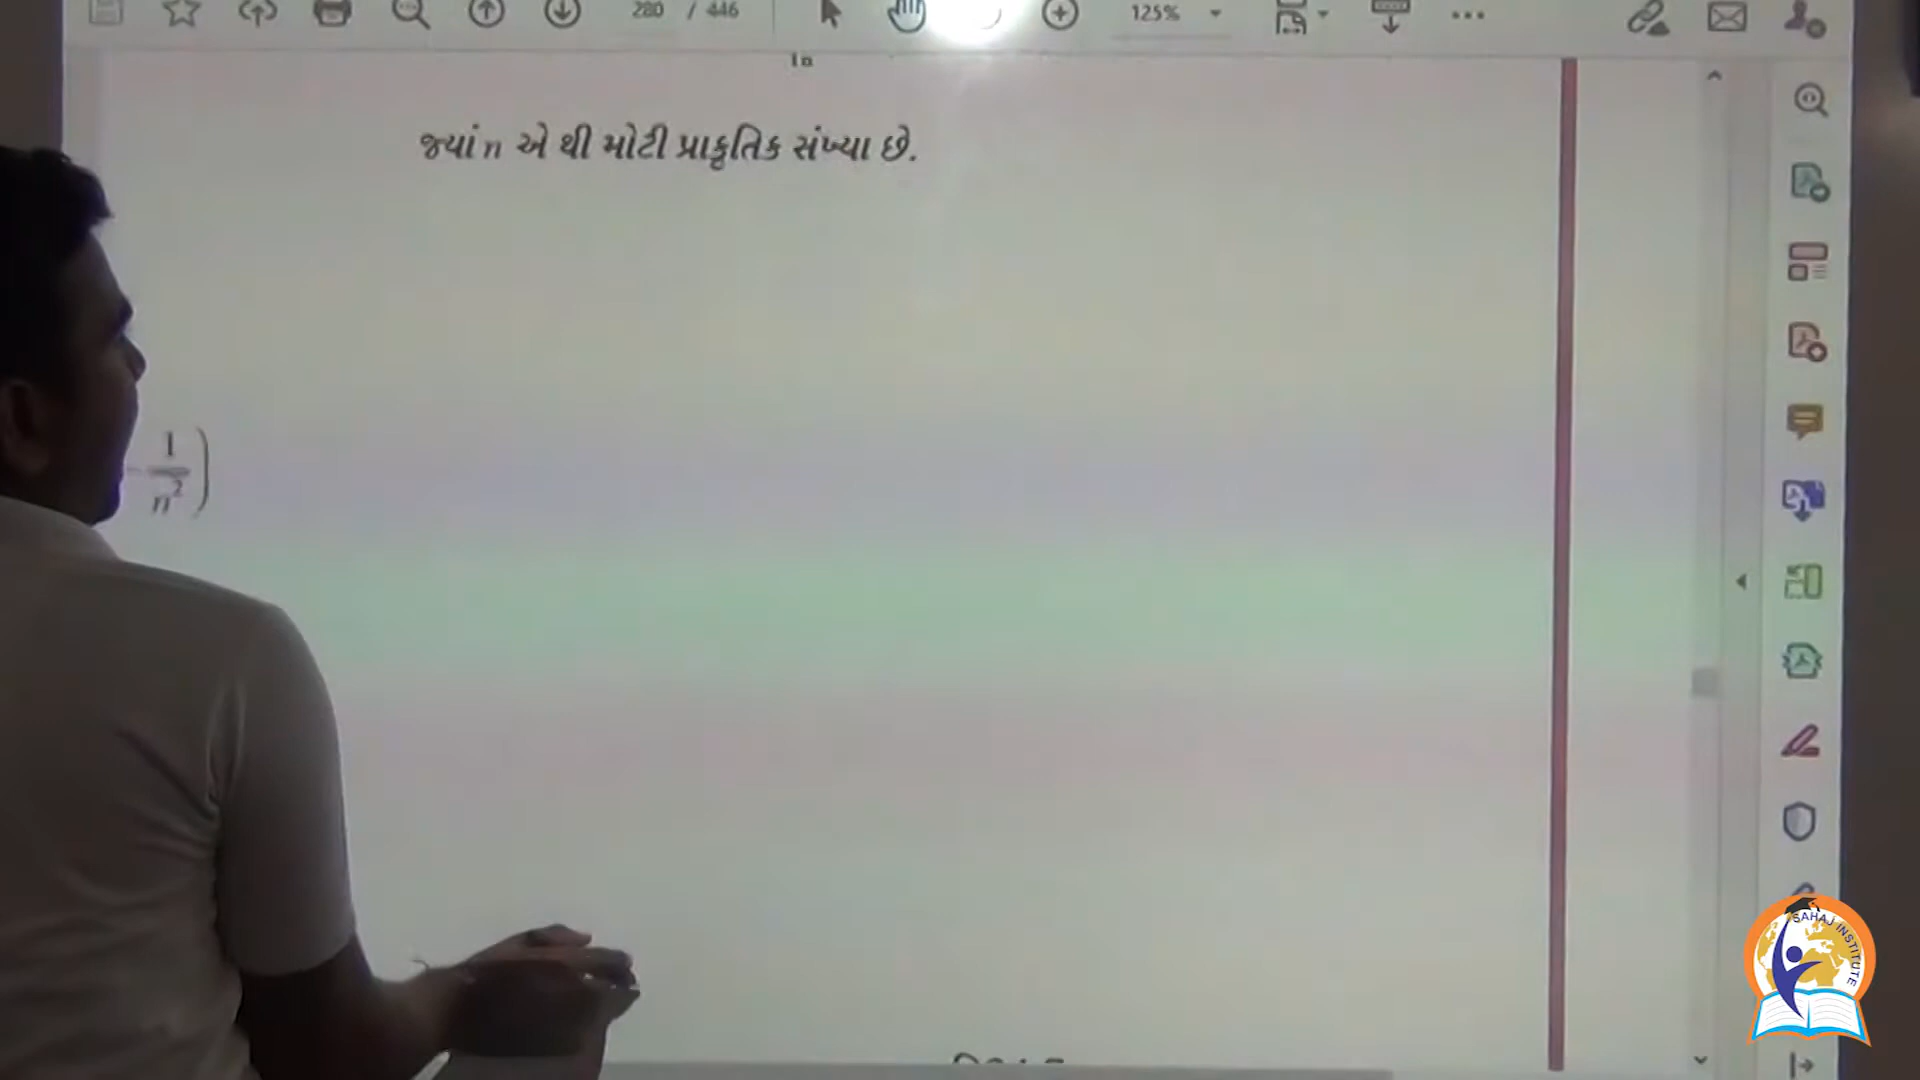 280 / 446
125%
જ્યાં n એ થી મોટી પ્રાકૃતિક સંખ્યા છે.
1/n²)
SAHAJ INSTITUTE